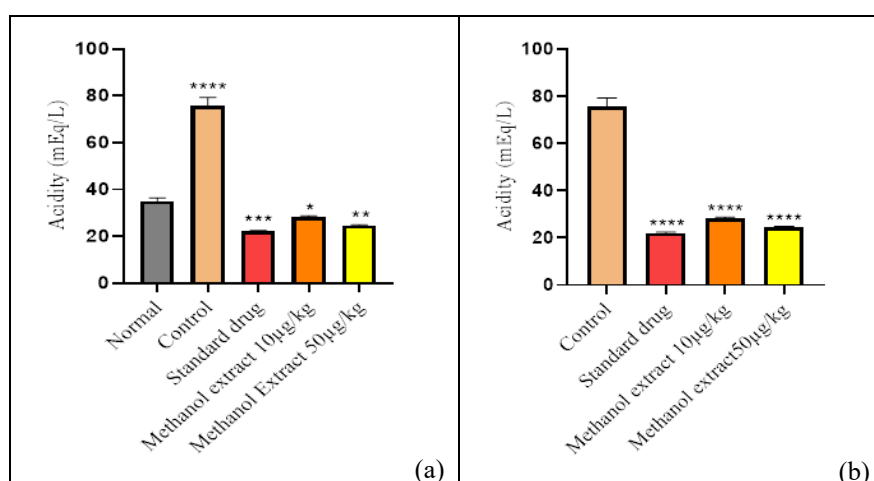 100
80
60
40
20
0
Acidity (mEq/L)
****
***
*
**
Normal
Control
Standard drug
Methanol extract 10µg/kg
Methanol Extract 50µg/kg
(a)
100
80
60
40
20
0
Acidity (mEq/L)
****
****
****
Control
Standard drug
Methanol extract 10µg/kg
Methanol extract50µg/kg
(b)